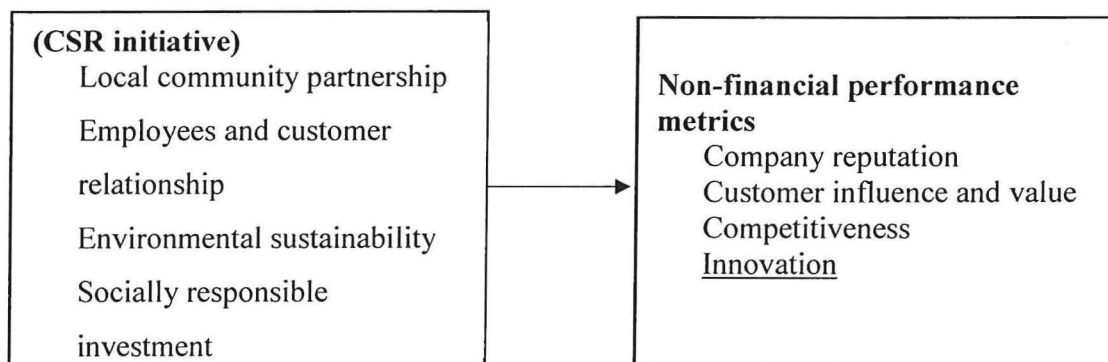 (CSR initiative)
Local community partnership
Employees and customer
relationship
Environmental sustainability
Socially responsible
investment
Non-financial performance
metrics
Company reputation
Customer influence and value
Competitiveness
Innovation